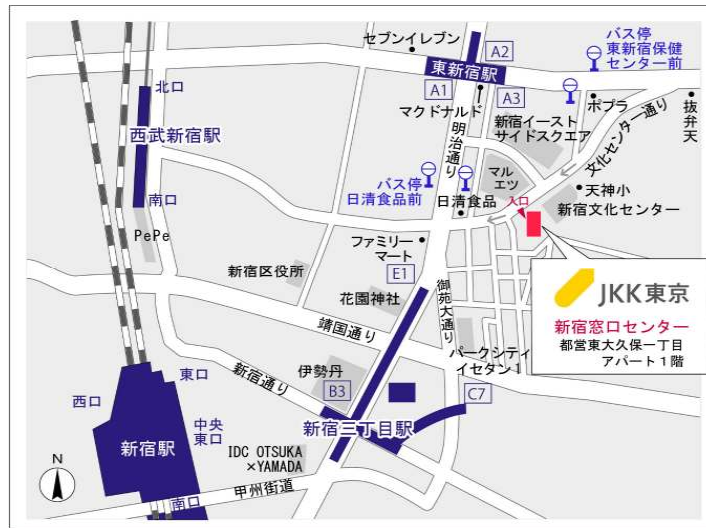 セブンイレブン
A2
バス停
東新宿保健
センター前
東新宿駅
北口
A1
マクドナルド
A3
ポプラ
抜弁天
新宿イースト
サイドスクエア
文化センター通り
西武新宿駅
明治通り
バス停
日清食品前
マル
エツ
天神小
南口
日清食品
入口
新宿文化センター
PePe
ファミリー
マート
新宿区役所
E1
花園神社
御苑大通り
JKK東京
新宿窓口センター
都営東大久保一丁目
アパート1階
靖国通り
パークシティ
イセタン1
新宿通り
伊勢丹
B3
C7
東口
西口
中央
東口
新宿三丁目駅
新宿駅
IDC OTSUKA
×YAMADA
N
南口
甲州街道